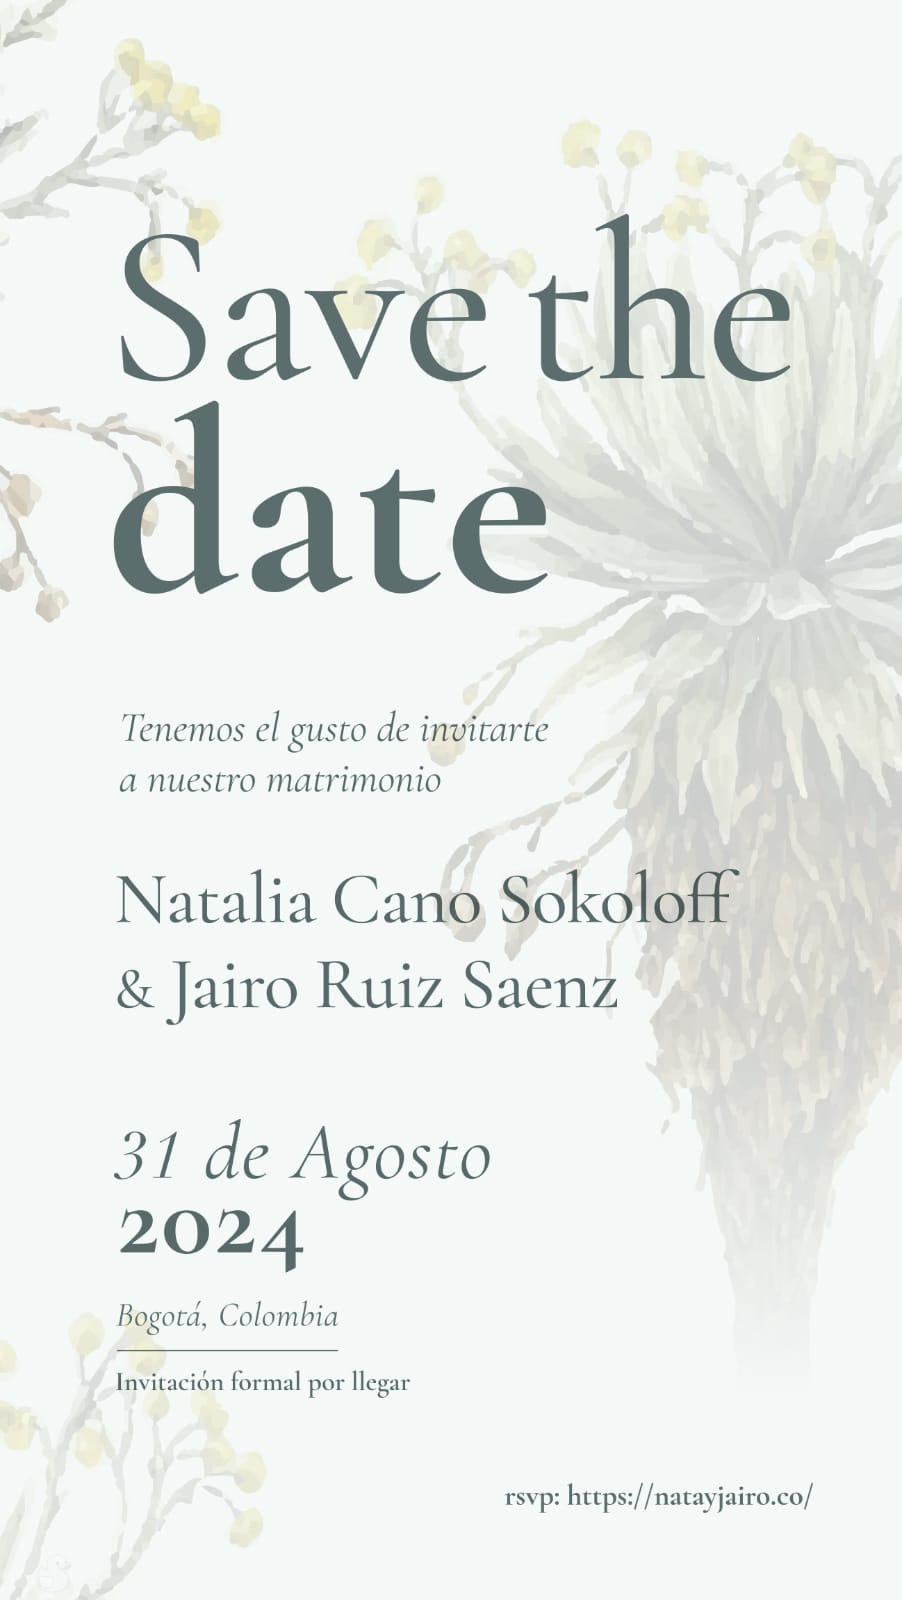 Save the
date
Tenemos el gusto de invitarte
a nuestro matrimonio
Natalia Cano Sokoloff
& Jairo Ruiz Saenz
31 de Agosto
2024
Bogotá, Colombia
Invitación formal por llegar
rsvp: https://natayjairo.co/